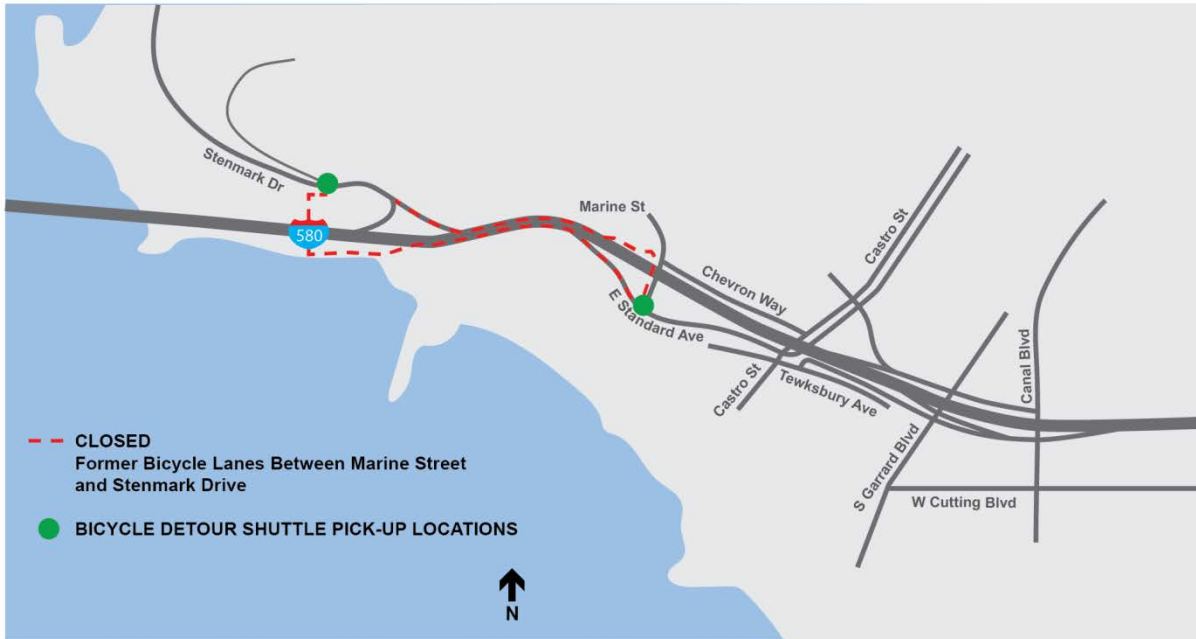 Stenmark Dr
580
Marine St
Castro St
Chevron Way
E Standard Ave
Castro St
Tewksbury Ave
Canal Blvd
S Garrard Blvd
W Cutting Blvd
CLOSED
Former Bicycle Lanes Between Marine Street
and Stenmark Drive
BICYCLE DETOUR SHUTTLE PICK-UP LOCATIONS
N